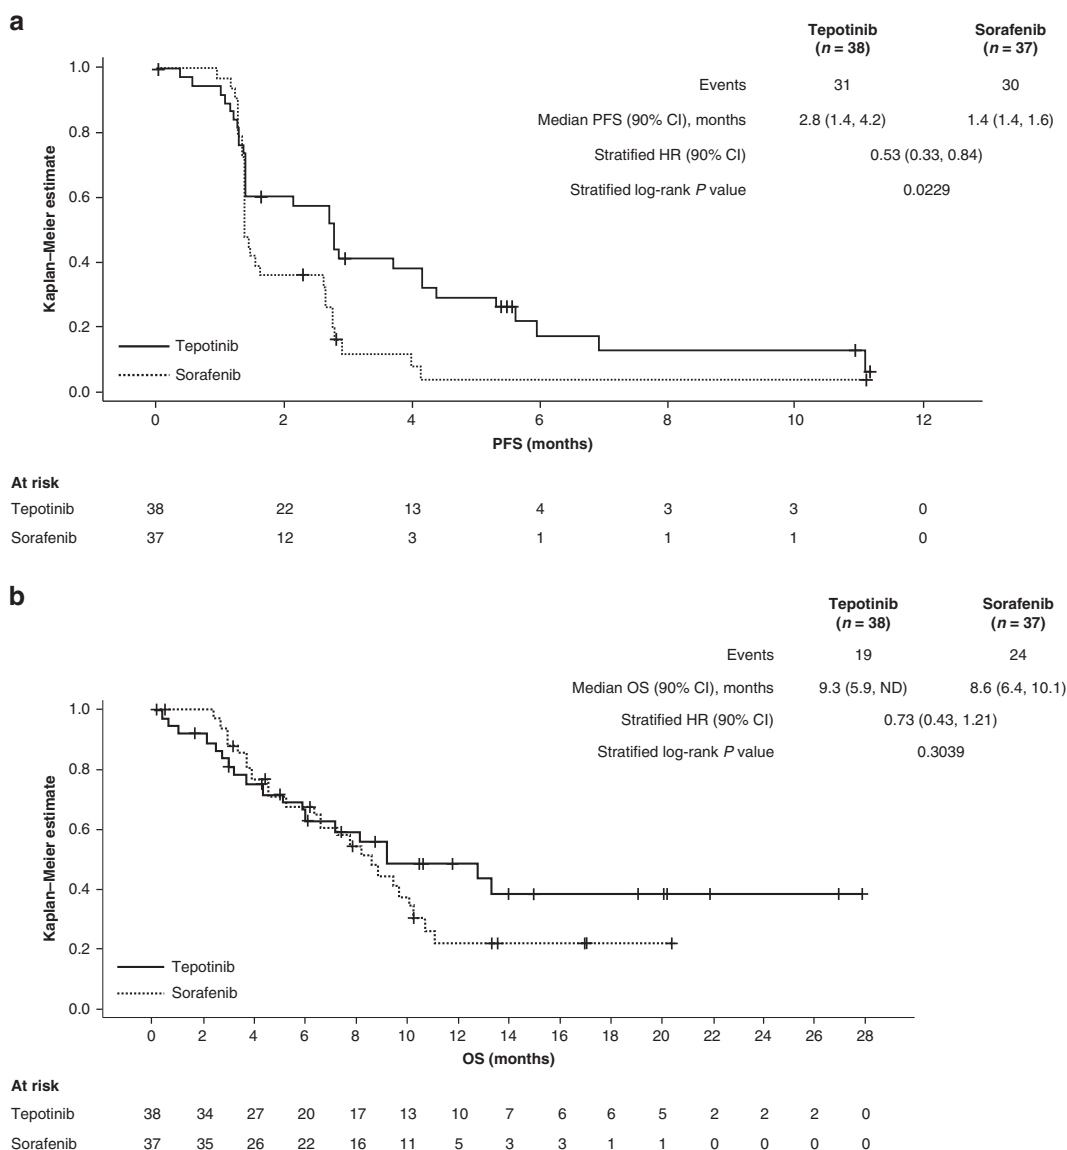 a
Tepotinib Sorafenib
(n = 38) (n = 37)
Events 31 30
Median PFS (90% CI), months 2.8 (1.4, 4.2) 1.4 (1.4, 1.6)
Stratified HR (90% CI) 0.53 (0.33, 0.84)
Stratified log-rank P value 0.0229
Kaplan–Meier estimate
1.0
0.8
0.6
0.4
0.2
0.0
Tepotinib
Sorafenib
0 2 4 6 8 10 12
PFS (months)
At risk
Tepotinib 38 22 13 4 3 3 0
Sorafenib 37 12 3 1 1 1 0
b
Tepotinib Sorafenib
(n = 38) (n = 37)
Events 19 24
Median OS (90% CI), months 9.3 (5.9, ND) 8.6 (6.4, 10.1)
Stratified HR (90% CI) 0.73 (0.43, 1.21)
Stratified log-rank P value 0.3039
Kaplan–Meier estimate
1.0
0.8
0.6
0.4
0.2
0.0
Tepotinib
Sorafenib
0 2 4 6 8 10 12 14 16 18 20 22 24 26 28
OS (months)
At risk
Tepotinib 38 34 27 20 17 13 10 7 6 6 5 2 2 2 0
Sorafenib 37 35 26 22 16 11 5 3 3 1 1 0 0 0 0